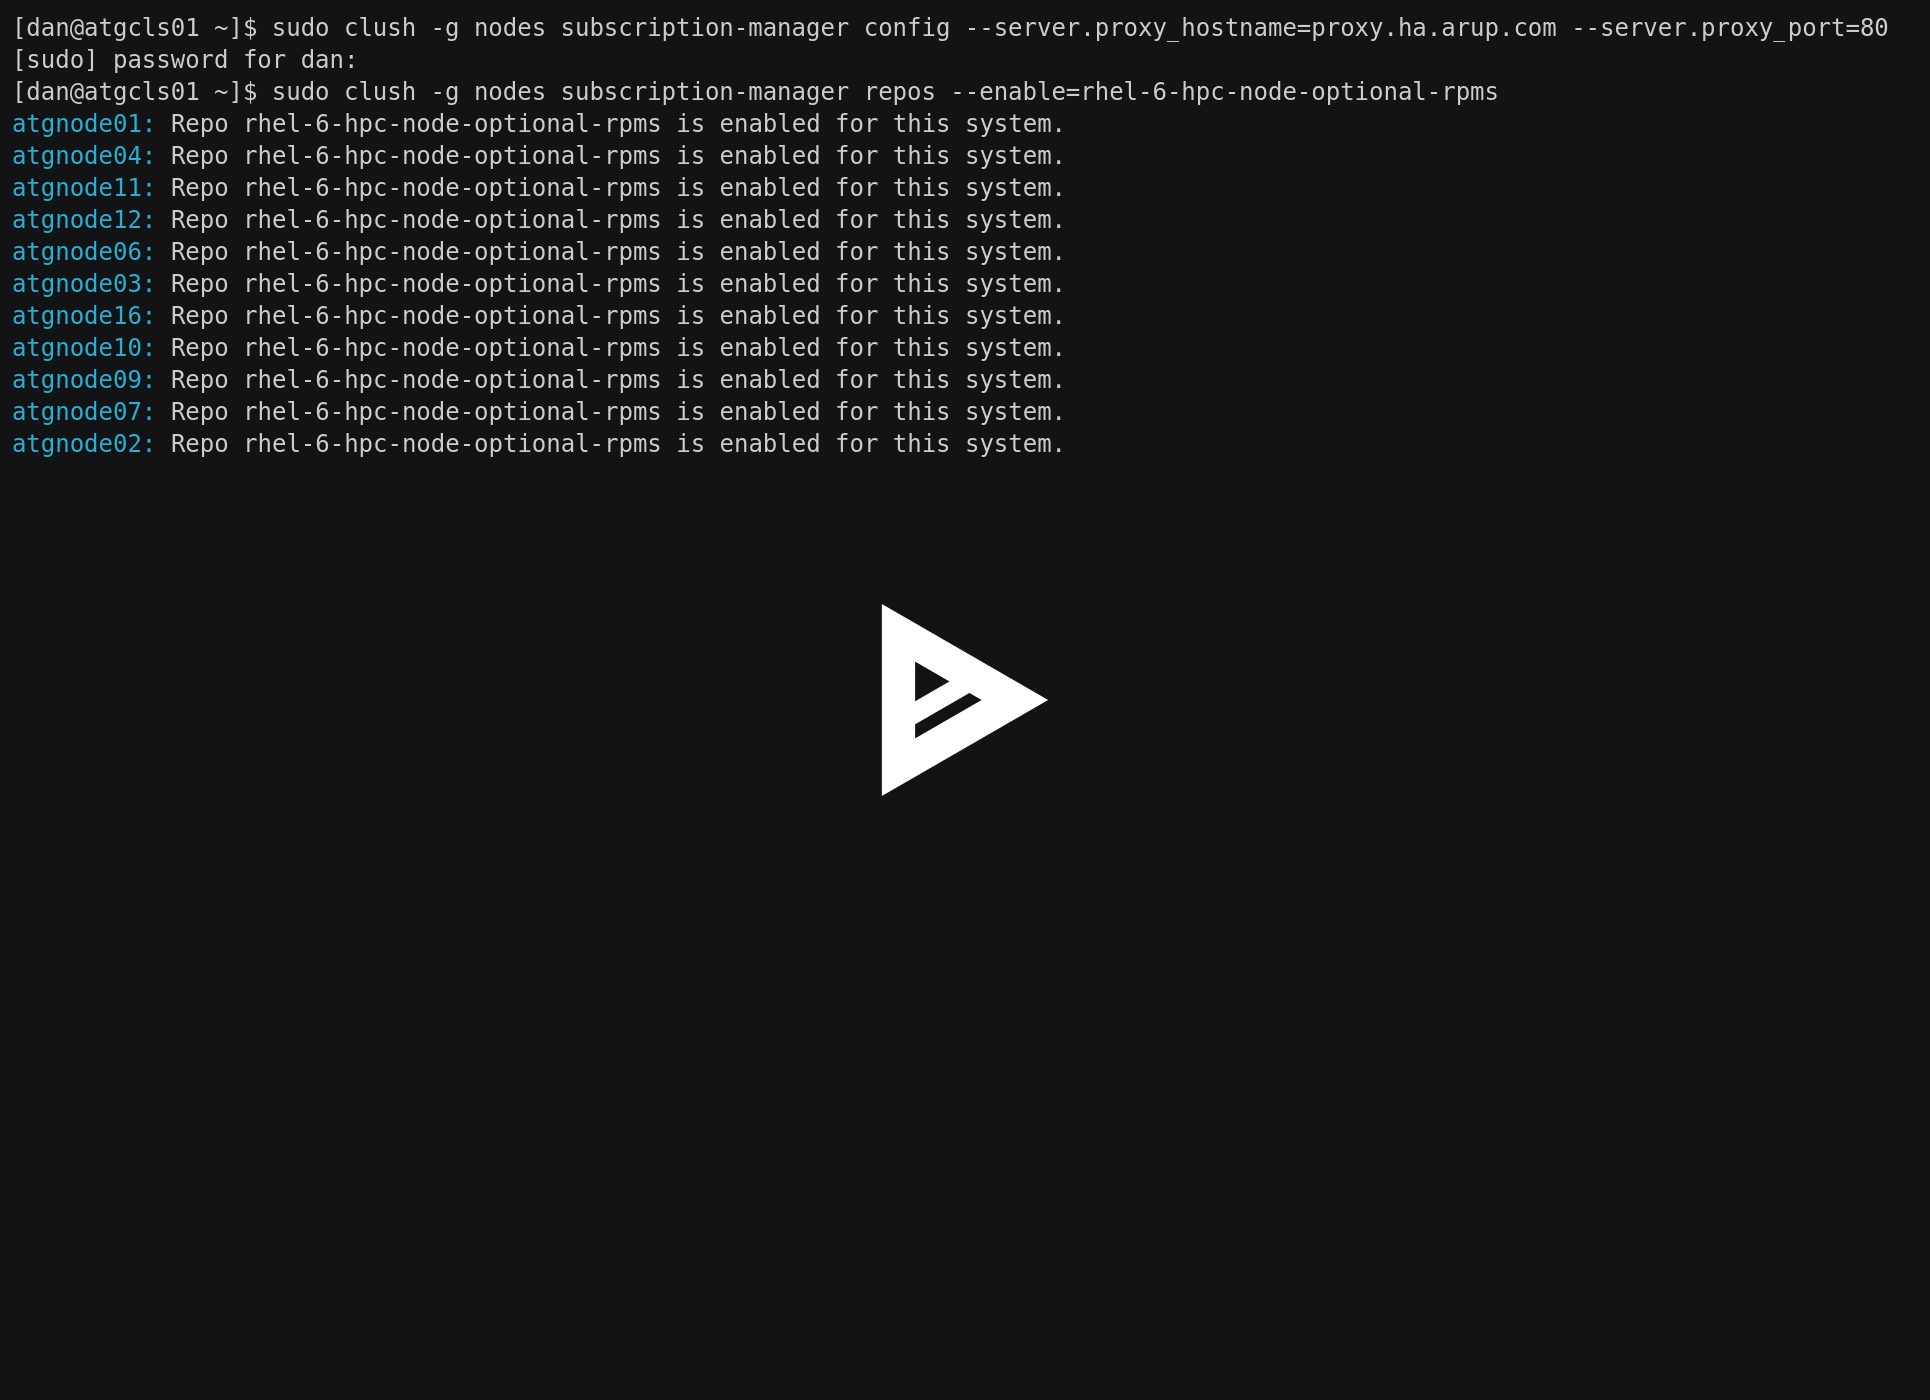 [dan@atgcls01 ~]$ sudo clush -g nodes subscription-manager config --server.proxy_hostname=proxy.ha.arup.com --server.proxy_port=80
[sudo] password for dan:
[dan@atgcls01 ~]$ sudo clush -g nodes subscription-manager repos --enable=rhel-6-hpc-node-optional-rpms
atgnode01: Repo rhel-6-hpc-node-optional-rpms is enabled for this system.
atgnode04: Repo rhel-6-hpc-node-optional-rpms is enabled for this system.
atgnode11: Repo rhel-6-hpc-node-optional-rpms is enabled for this system.
atgnode12: Repo rhel-6-hpc-node-optional-rpms is enabled for this system.
atgnode06: Repo rhel-6-hpc-node-optional-rpms is enabled for this system.
atgnode03: Repo rhel-6-hpc-node-optional-rpms is enabled for this system.
atgnode16: Repo rhel-6-hpc-node-optional-rpms is enabled for this system.
atgnode10: Repo rhel-6-hpc-node-optional-rpms is enabled for this system.
atgnode09: Repo rhel-6-hpc-node-optional-rpms is enabled for this system.
atgnode07: Repo rhel-6-hpc-node-optional-rpms is enabled for this system.
atgnode02: Repo rhel-6-hpc-node-optional-rpms is enabled for this system.